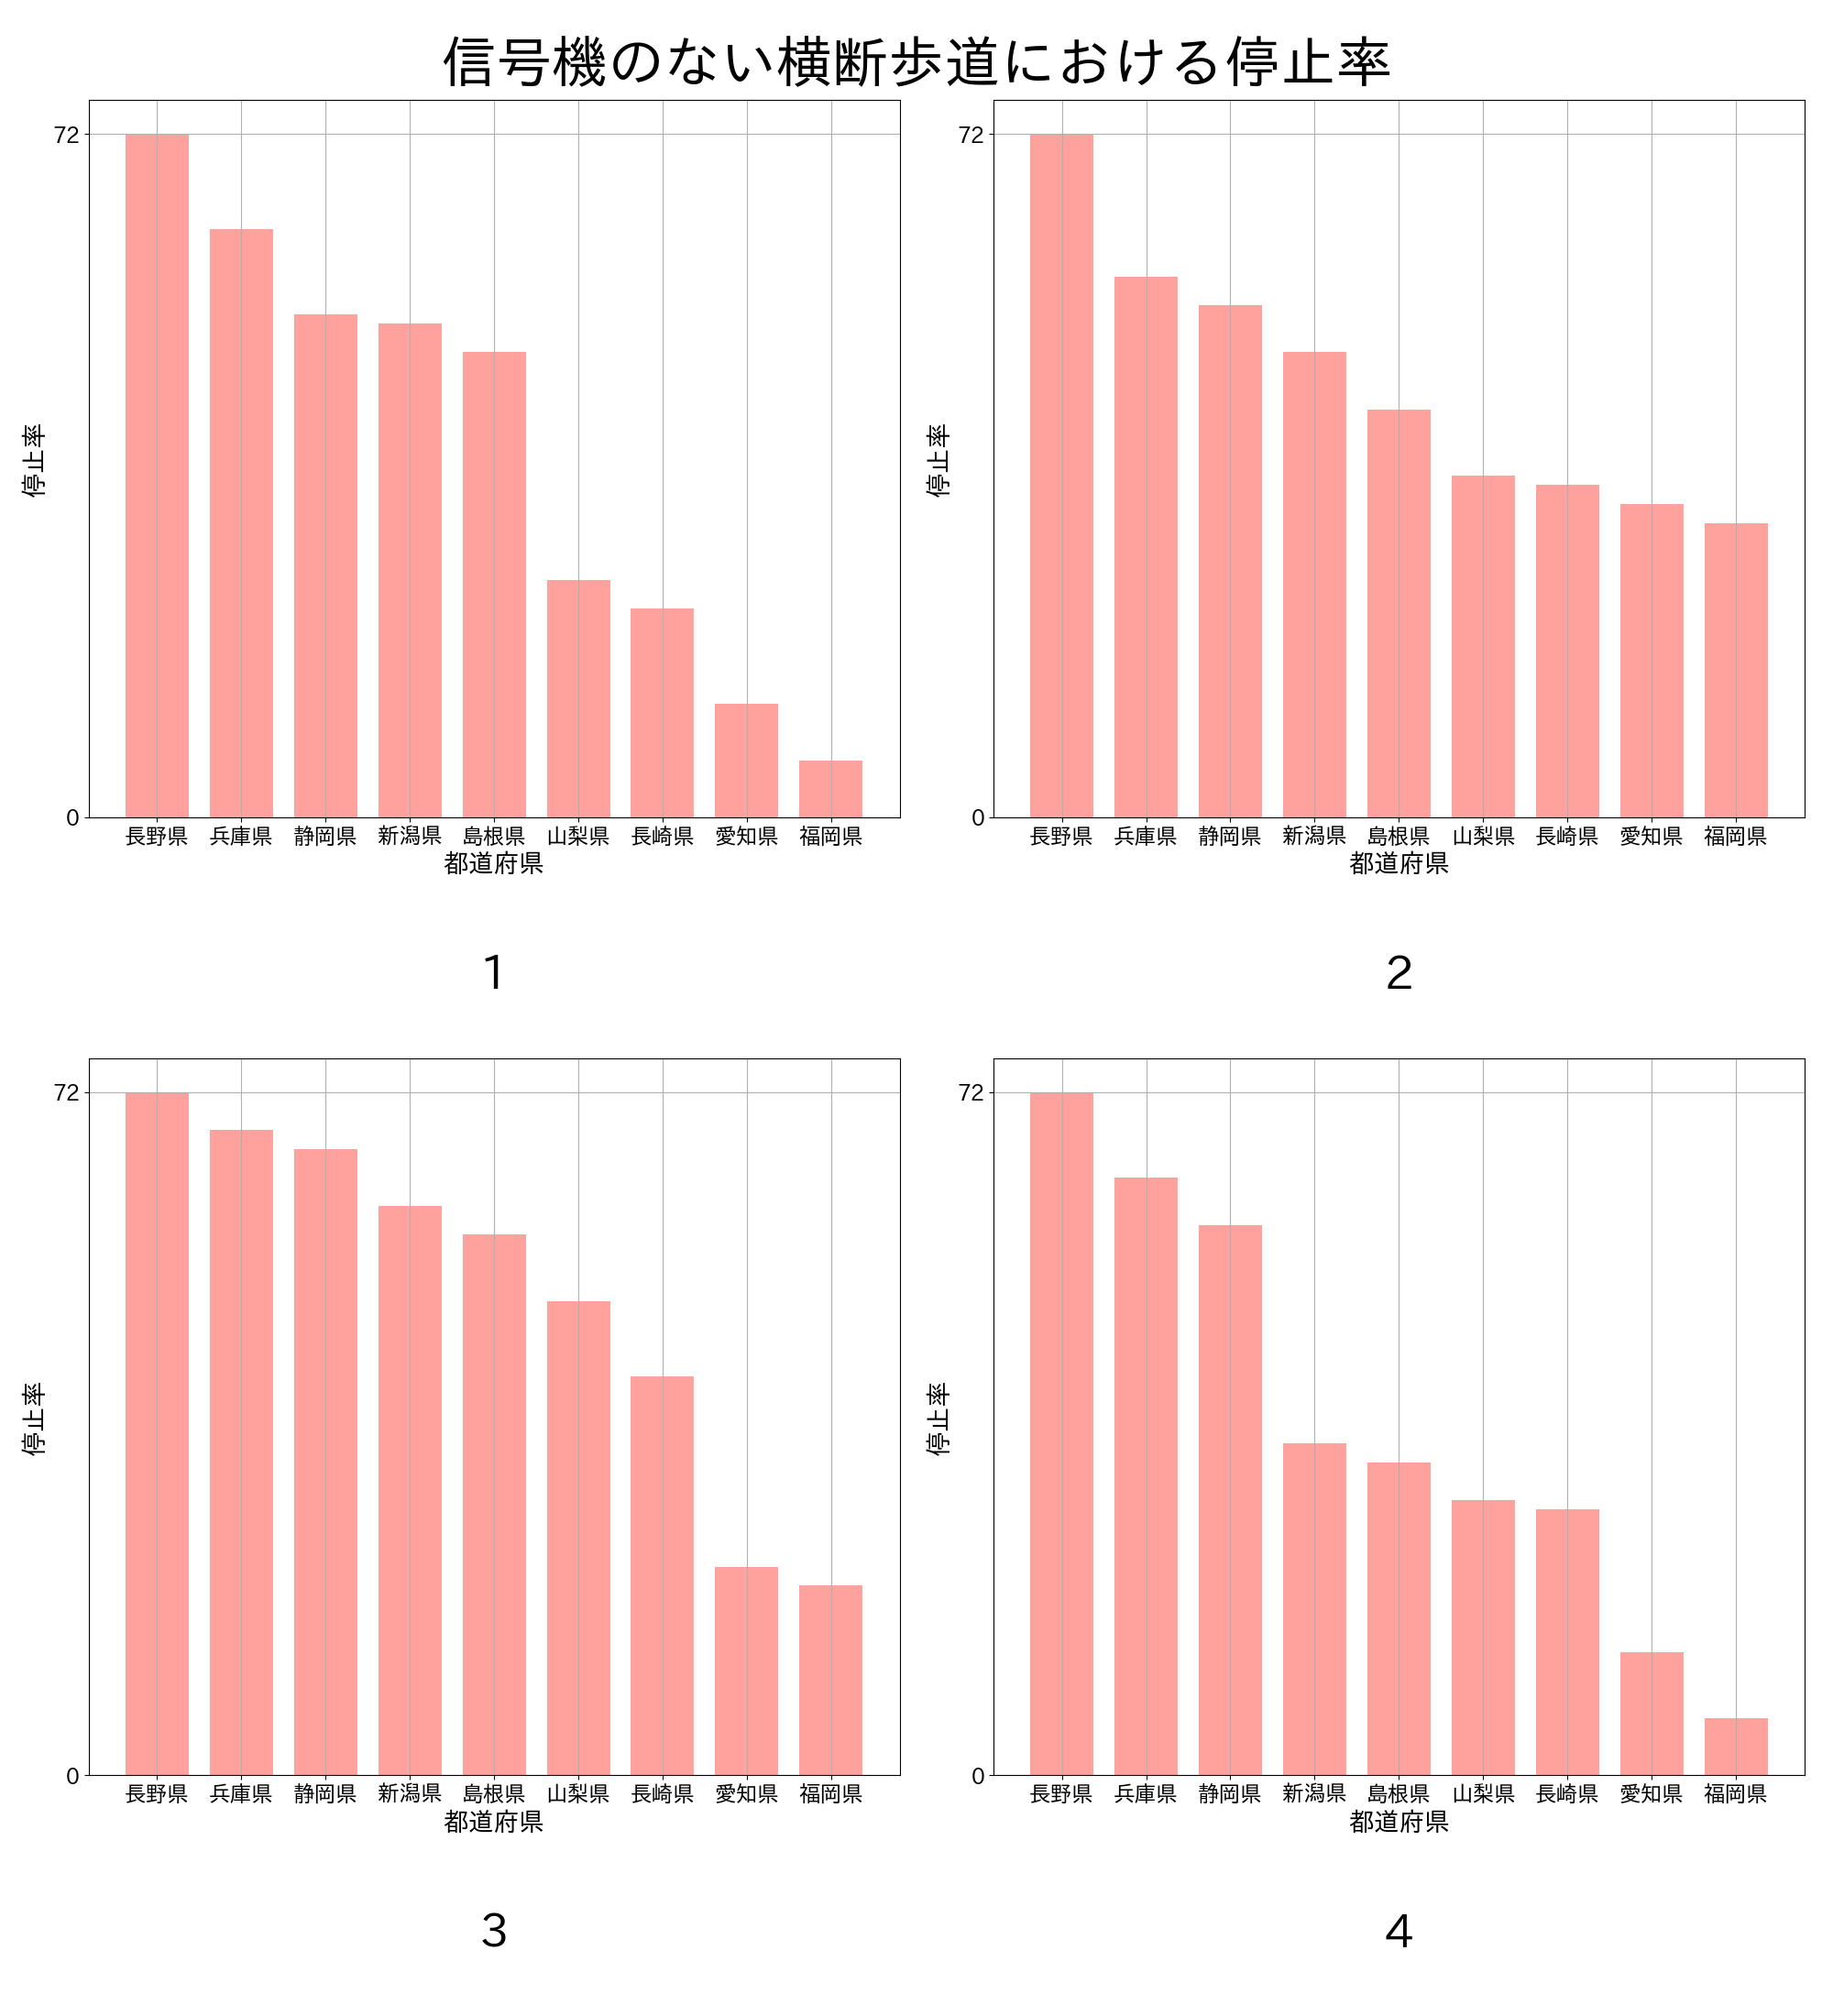 信号機のない横断歩道における停止率
72
停止率
0
長野県 兵庫県 静岡県 新潟県 島根県 山梨県 長崎県 愛知県 福岡県
都道府県
1
72
停止率
0
長野県 兵庫県 静岡県 新潟県 島根県 山梨県 長崎県 愛知県 福岡県
都道府県
2
72
停止率
0
長野県 兵庫県 静岡県 新潟県 島根県 山梨県 長崎県 愛知県 福岡県
都道府県
3
72
停止率
0
長野県 兵庫県 静岡県 新潟県 島根県 山梨県 長崎県 愛知県 福岡県
都道府県
4